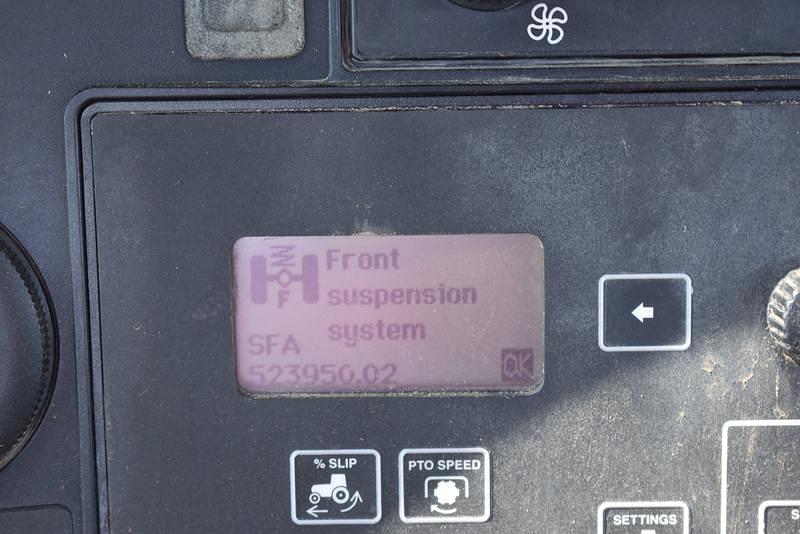 Front
suspension
system
F
SFA
523950.02
OK
% SLIP
PTO SPEED
SETTINGS